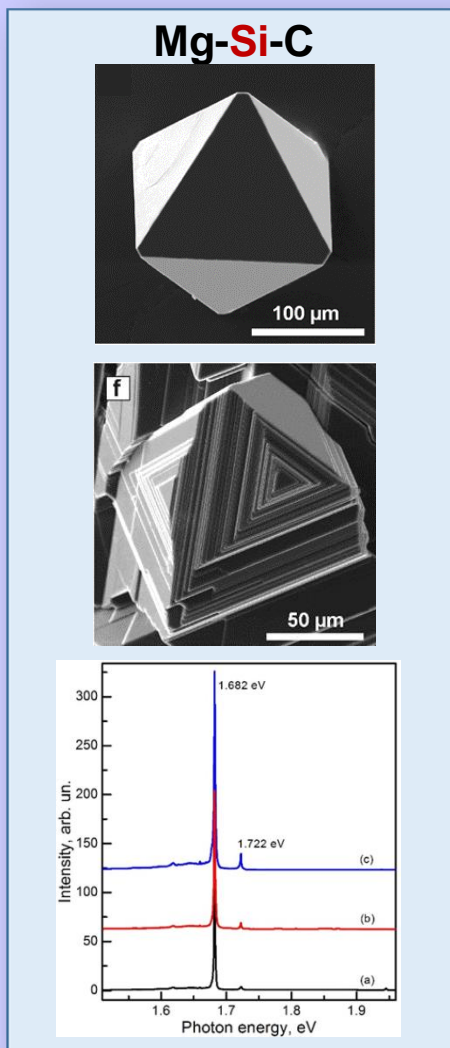 Mg-Si-C
100 µm
f
50 µm
300
250
200
150
100
50
0
Intensity, arb. un.
1.682 eV
1.722 eV
(c)
(b)
(a)
1.6
1.7
1.8
1.9
Photon energy, eV